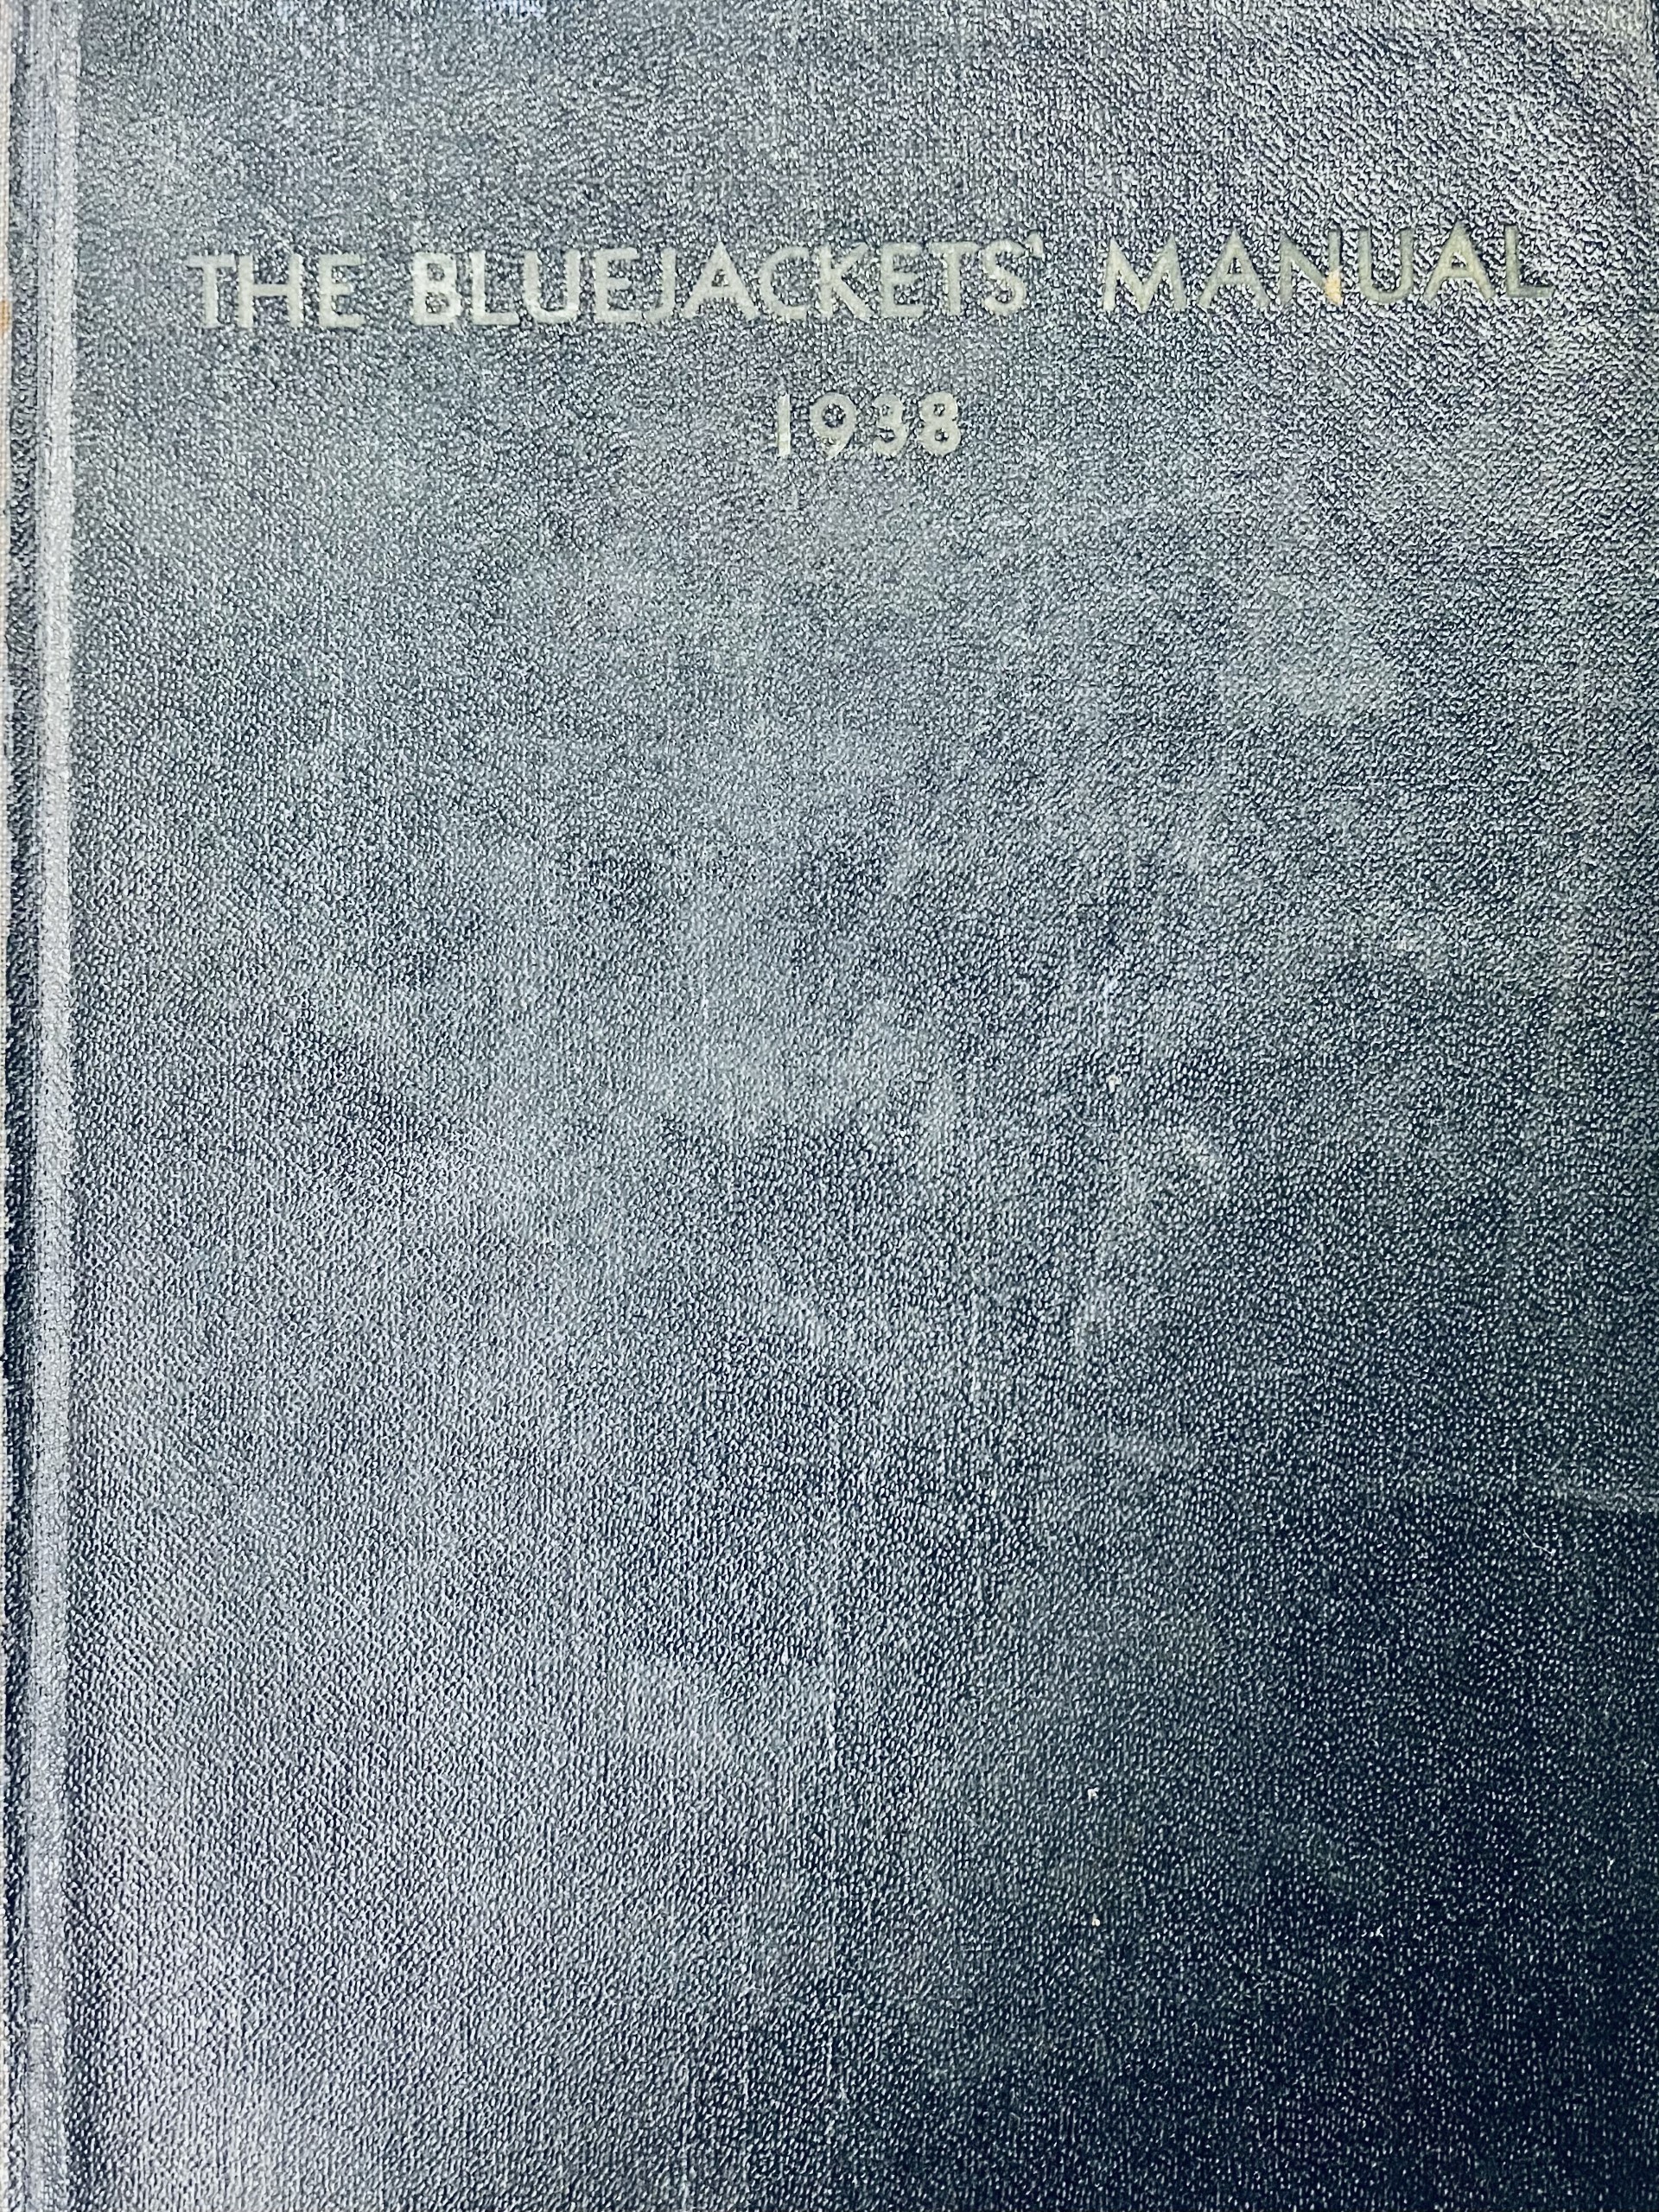 THE BLUEJACKETS' MANUAL
1938